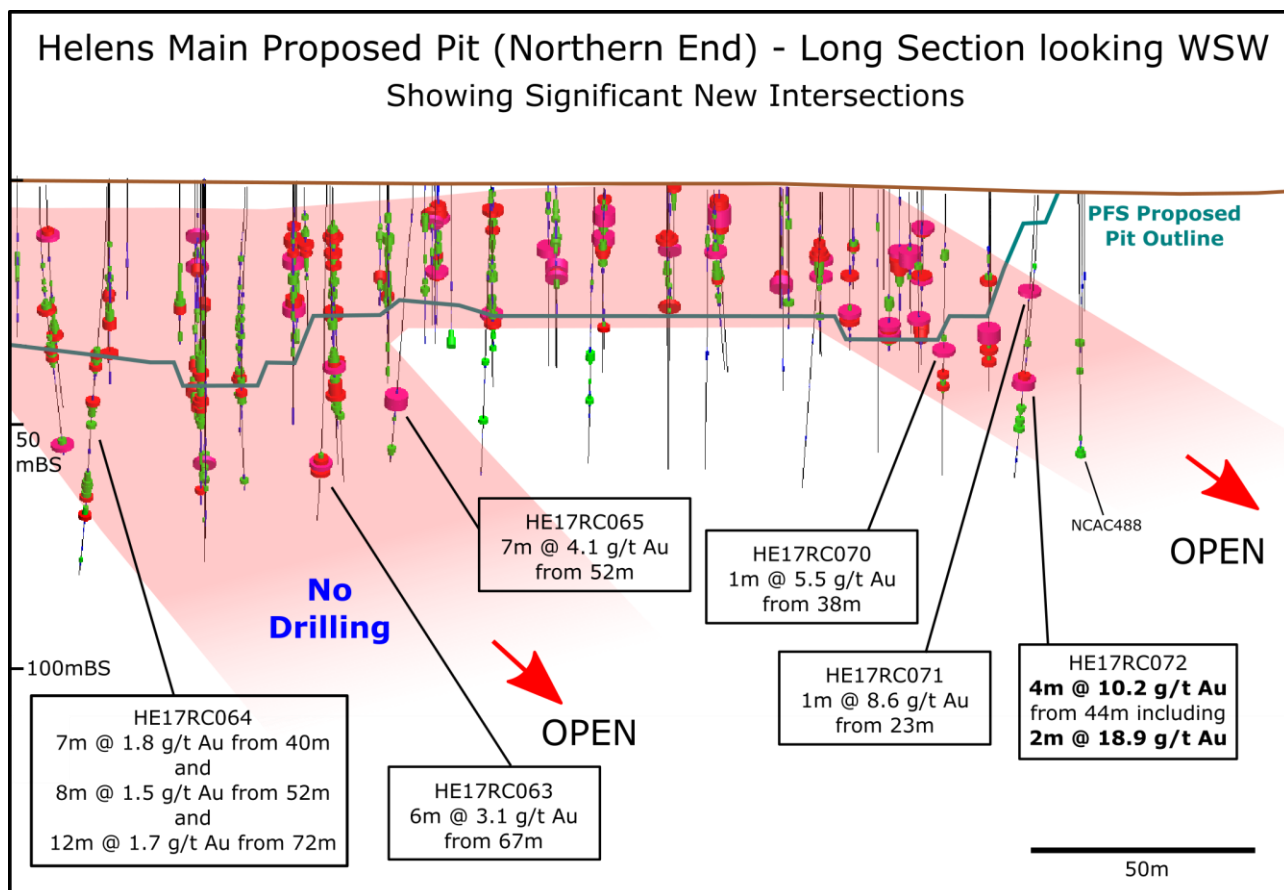 Helens Main Proposed Pit (Northern End) - Long Section looking WSW
Showing Significant New Intersections
PFS Proposed
Pit Outline
50
mBS
100mBS
No
Drilling
OPEN
OPEN
NCAC488
HE17RC065
7m @ 4.1 g/t Au
from 52m
HE17RC070
1m @ 5.5 g/t Au
from 38m
HE17RC071
1m @ 8.6 g/t Au
from 23m
HE17RC072
4m @ 10.2 g/t Au
from 44m including
2m @ 18.9 g/t Au
HE17RC064
7m @ 1.8 g/t Au from 40m
and
8m @ 1.5 g/t Au from 52m
and
12m @ 1.7 g/t Au from 72m
HE17RC063
6m @ 3.1 g/t Au
from 67m
50m